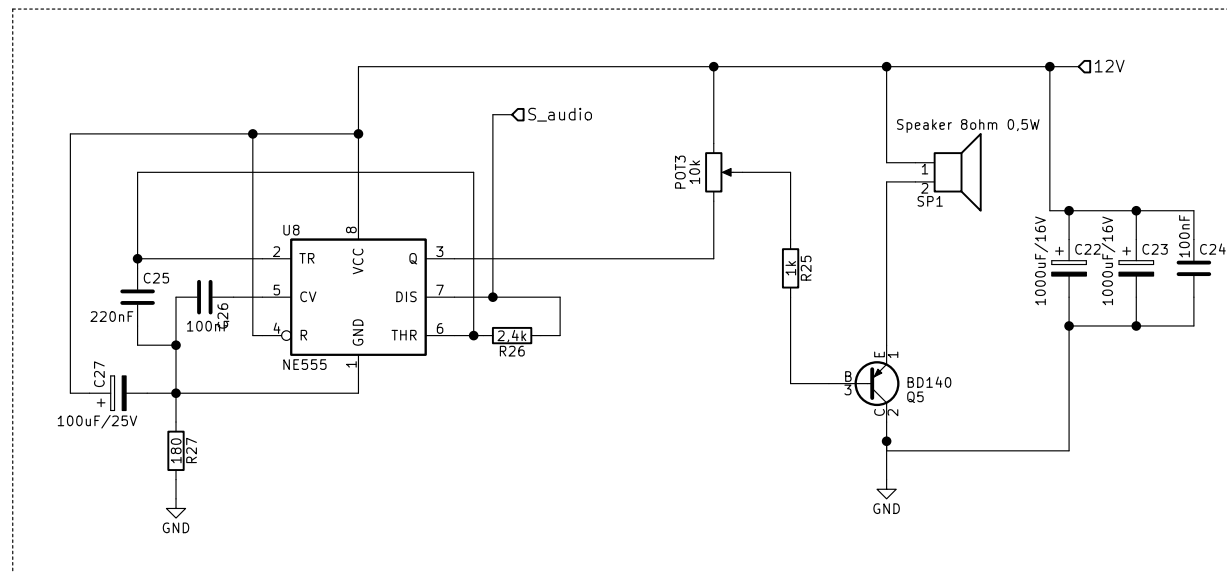 12V
S_audio
Speaker 8ohm 0,5W
POT3
10k
1
2
SP1
U8
8
VCC
2
TR
Q
3
C25
220nF
C26
100nF
5
CV
DIS
7
4
R
GND
THR
6
2,4k
R26
NE555
1
C27
+
100uF/25V
180
R27
GND
1k
R25
1000uF/16V
+
C22
1000uF/16V
+
C23
100nF
C24
E
1
B
3
BD140
Q5
C
2
GND